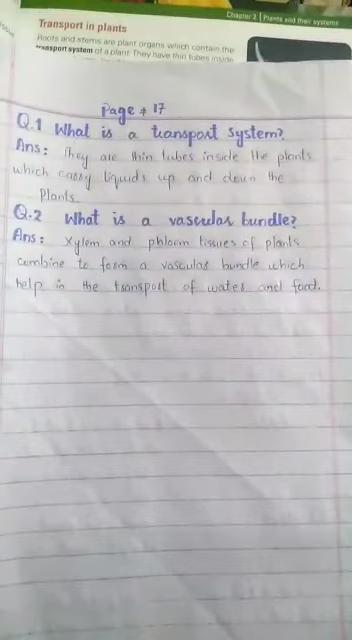 Chapter 2 | Plants and their systems
Transport in plants
Roots and stems are plant organs which contain the
transport system of a plant. They have thin tubes inside
Page # 17
Q.1 What is a transport system?
Ans: They are thin tubes inside the plants
which carry liquids up and down the
Plants.
Q.2 What is a vascular bundle?
Ans: Xylem and phloem tissues of plants
combine to form a vascular bundle which
help in the transport of water and food.